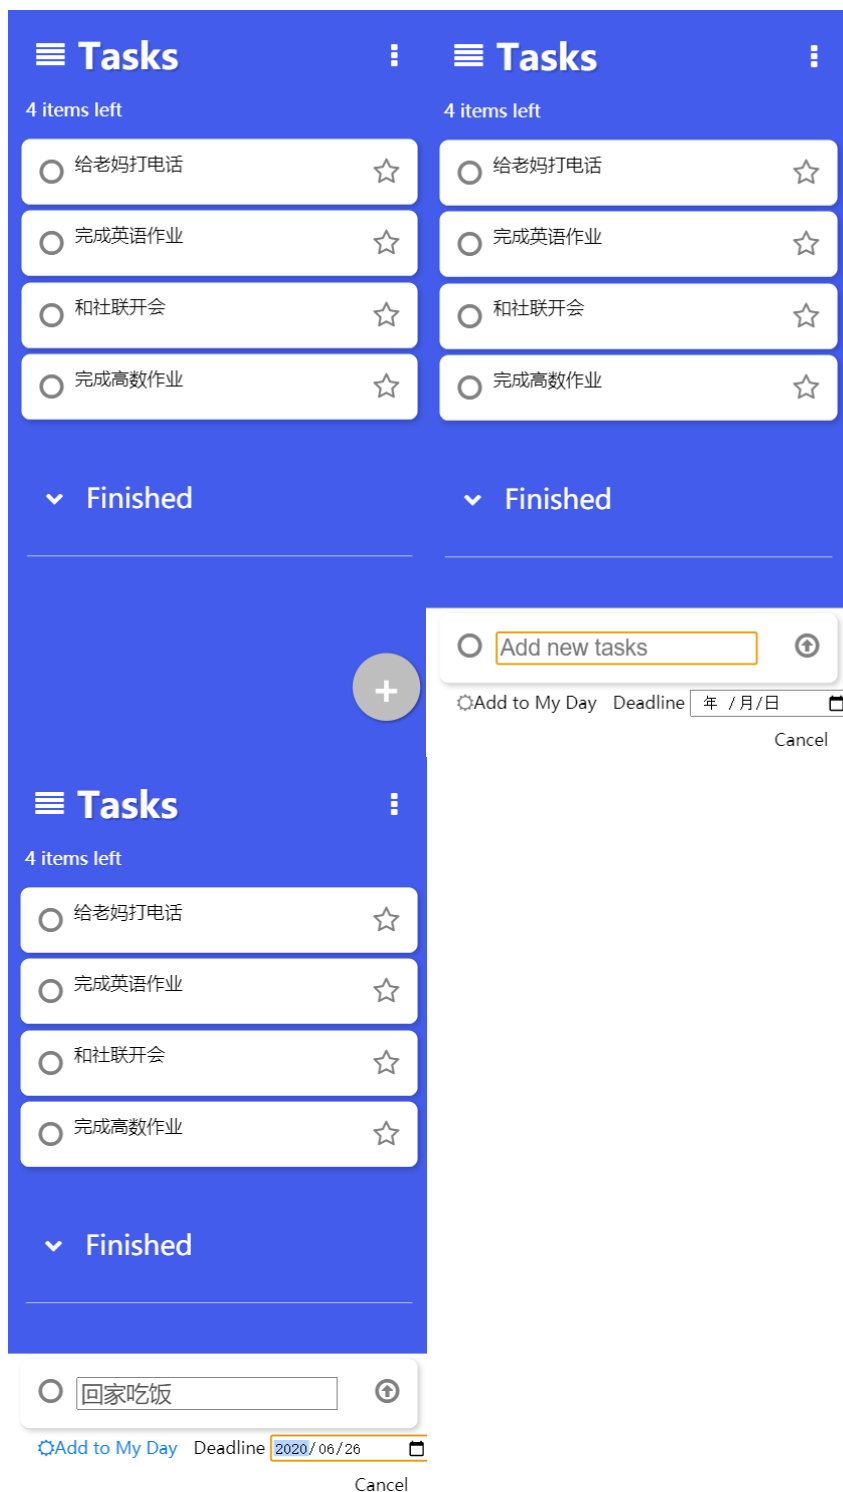 Tasks
4 items left
给老妈打电话
完成英语作业
和社联开会
完成高数作业
Finished
+
Tasks
4 items left
给老妈打电话
完成英语作业
和社联开会
完成高数作业
Finished
Add new tasks
Add to My Day Deadline 年 /月/日
Cancel
Tasks
4 items left
给老妈打电话
完成英语作业
和社联开会
完成高数作业
Finished
回家吃饭
Add to My Day Deadline 2020/06/26
Cancel